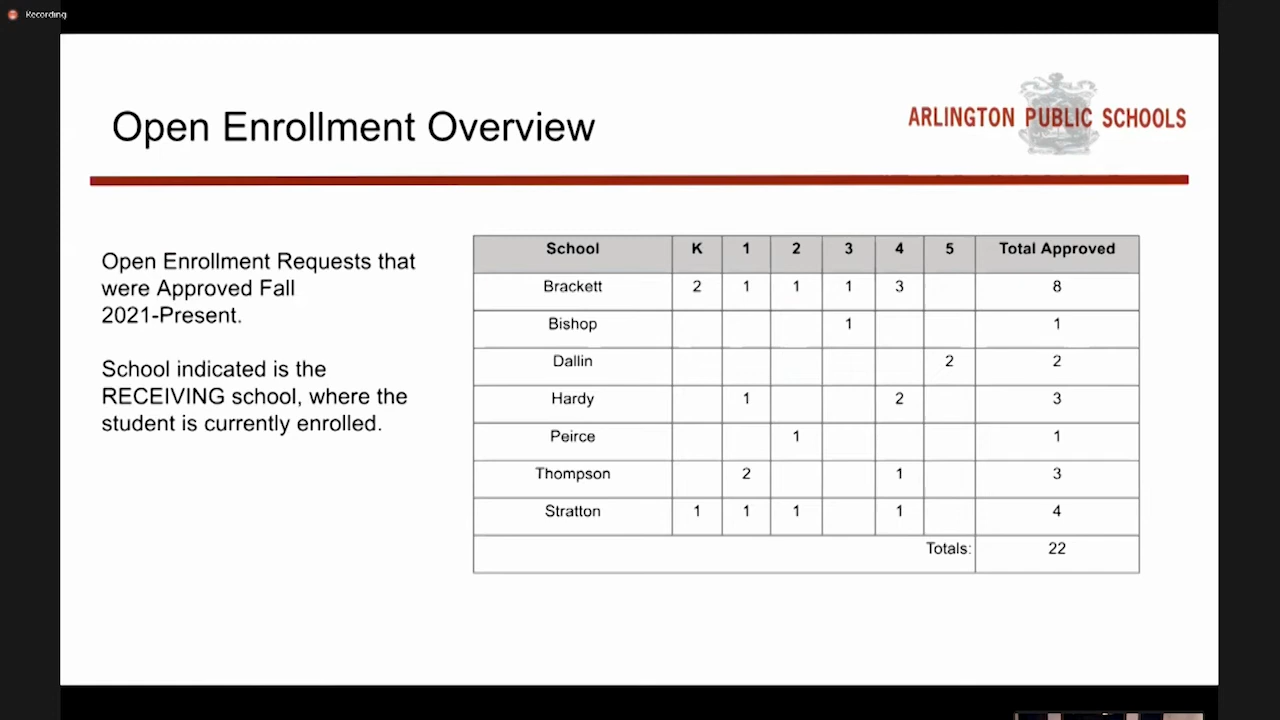 Recording
Open Enrollment Overview
ARLINGTON PUBLIC SCHOOLS
Open Enrollment Requests that
were Approved Fall
2021-Present.
School indicated is the
RECEIVING school, where the
student is currently enrolled.
School K 1 2 3 4 5 Total Approved
Brackett 2 1 1 1 3 8
Bishop 1 1
Dallin 2 2
Hardy 1 2 3
Peirce 1 1
Thompson 2 1 3
Stratton 1 1 1 1 4
Totals: 22